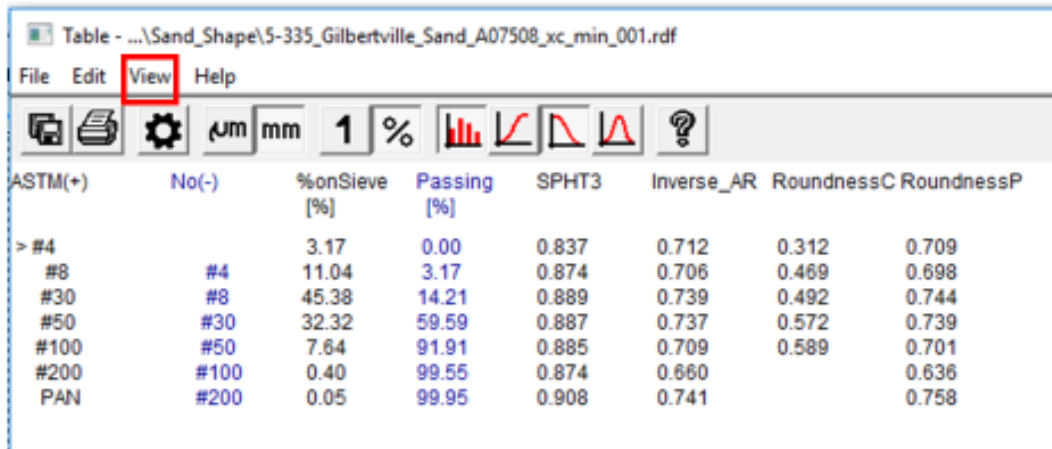 Table - ...\Sand_Shape\5-335_Gilbertville_Sand_A07508_xc_min_001.rdf
File Edit View Help
μm mm 1 % ?
ASTM(+) No(-) %onSieve Passing SPHT3 Inverse_AR RoundnessC RoundnessP
[%] [%]
> #4 3.17 0.00 0.837 0.712 0.312 0.709
#8 #4 11.04 3.17 0.874 0.706 0.469 0.698
#30 #8 45.38 14.21 0.889 0.739 0.492 0.744
#50 #30 32.32 59.59 0.887 0.737 0.572 0.739
#100 #50 7.64 91.91 0.885 0.709 0.589 0.701
#200 #100 0.40 99.55 0.874 0.660 0.636
PAN #200 0.05 99.95 0.908 0.741 0.758